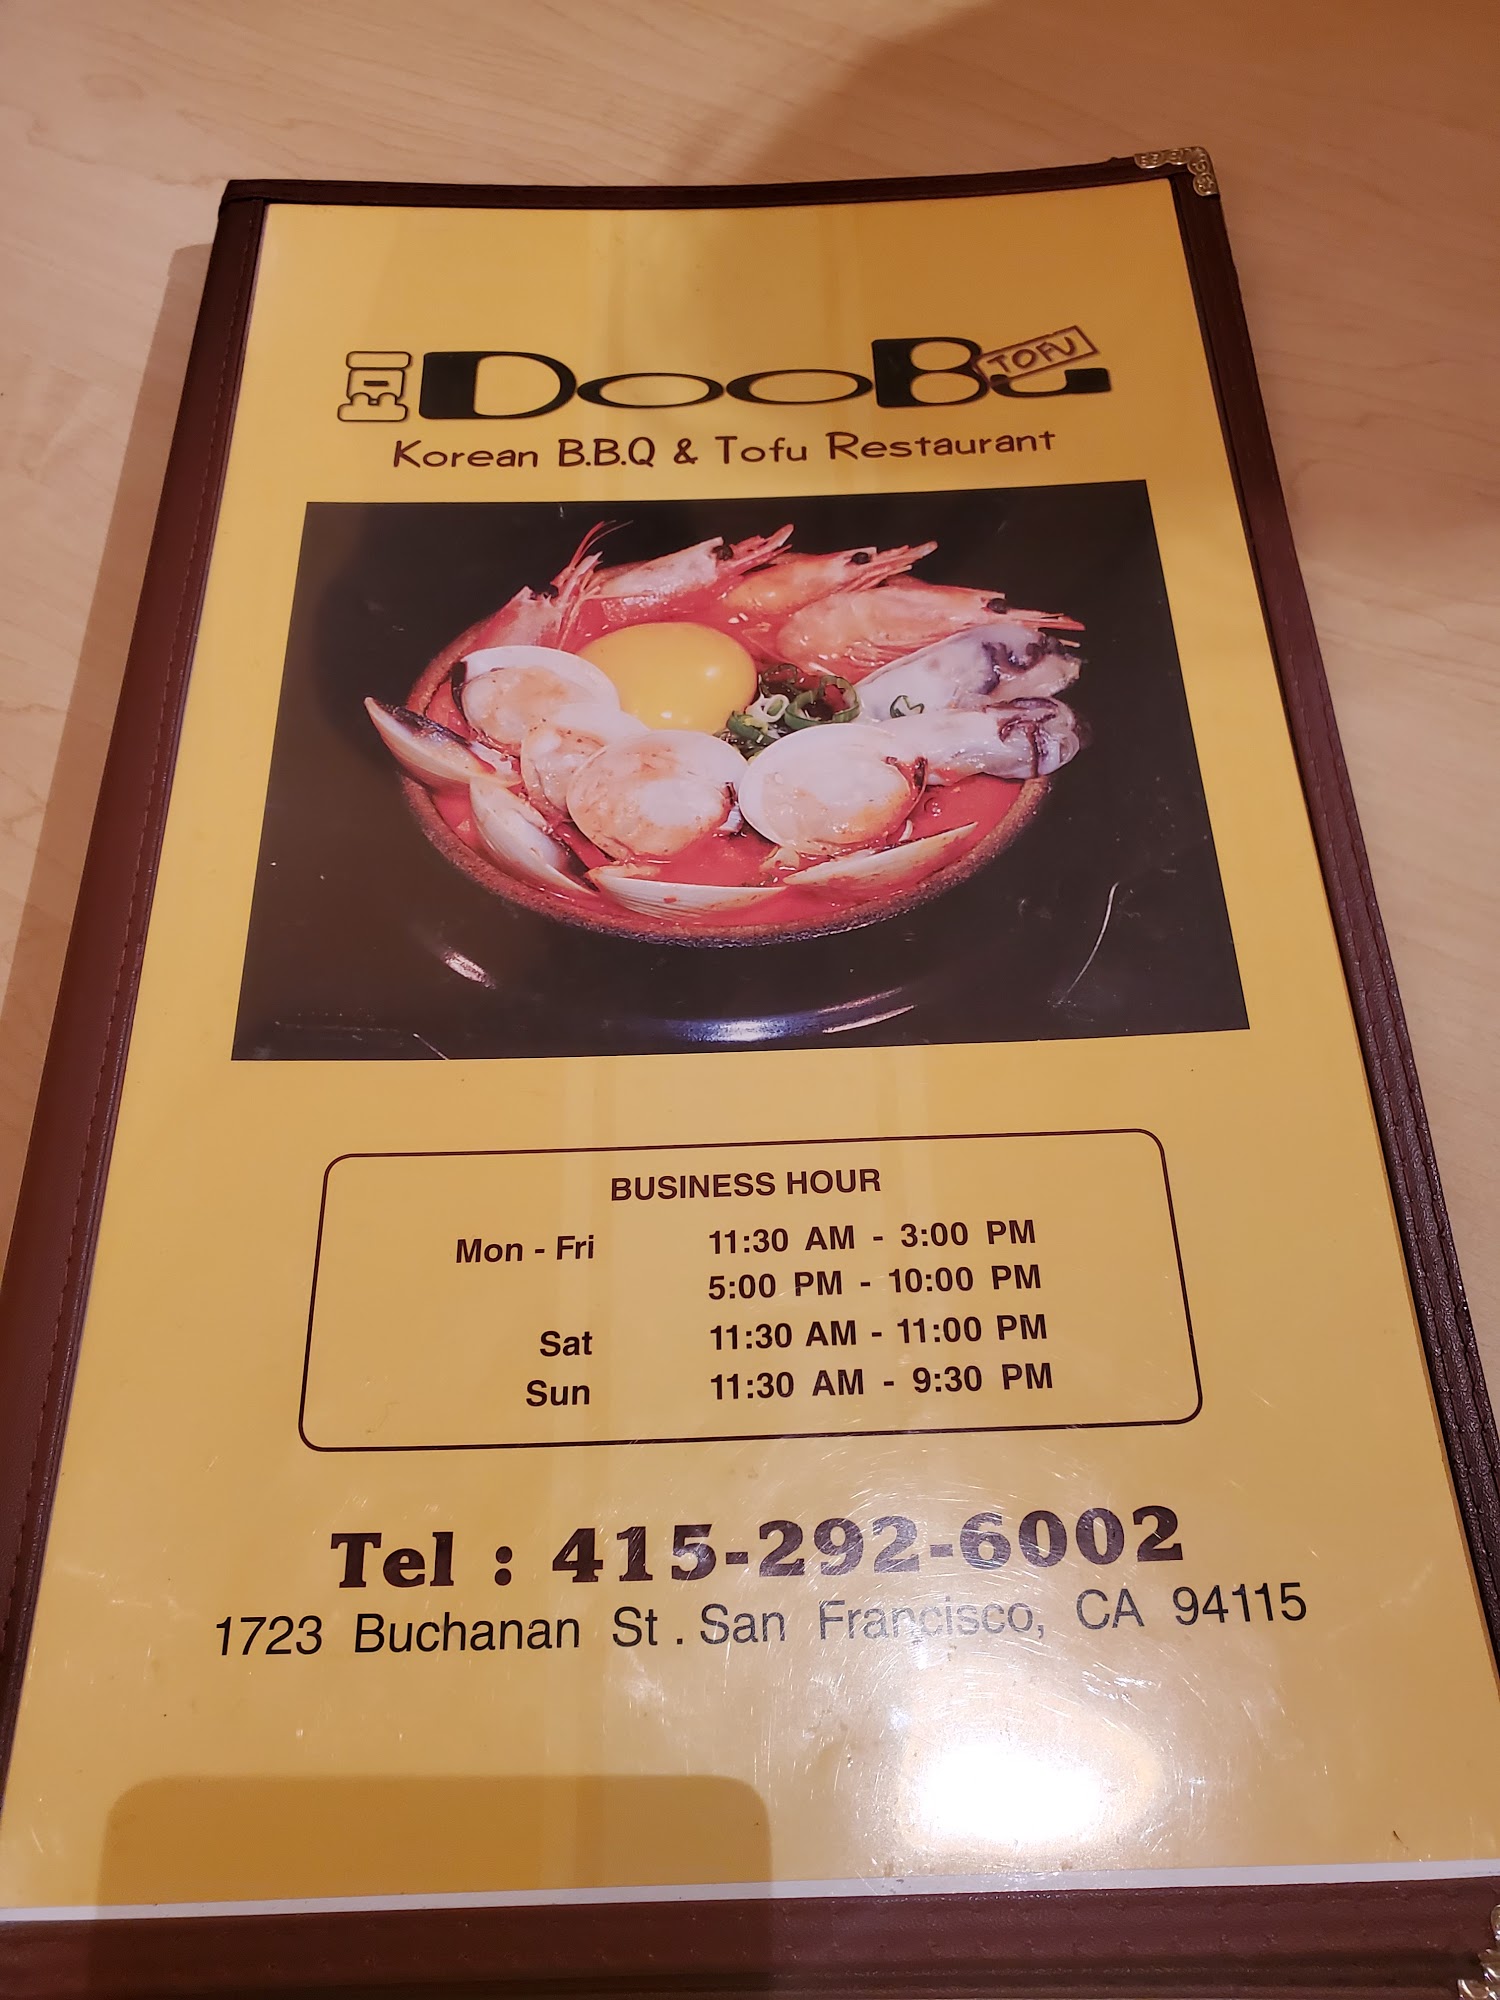 DooBu
TOFU
Korean B.B.Q & Tofu Restaurant
BUSINESS HOUR
Mon - Fri 11:30 AM - 3:00 PM
5:00 PM - 10:00 PM
Sat 11:30 AM - 11:00 PM
Sun 11:30 AM - 9:30 PM
Tel : 415-292-6002
1723 Buchanan St . San Francisco, CA 94115